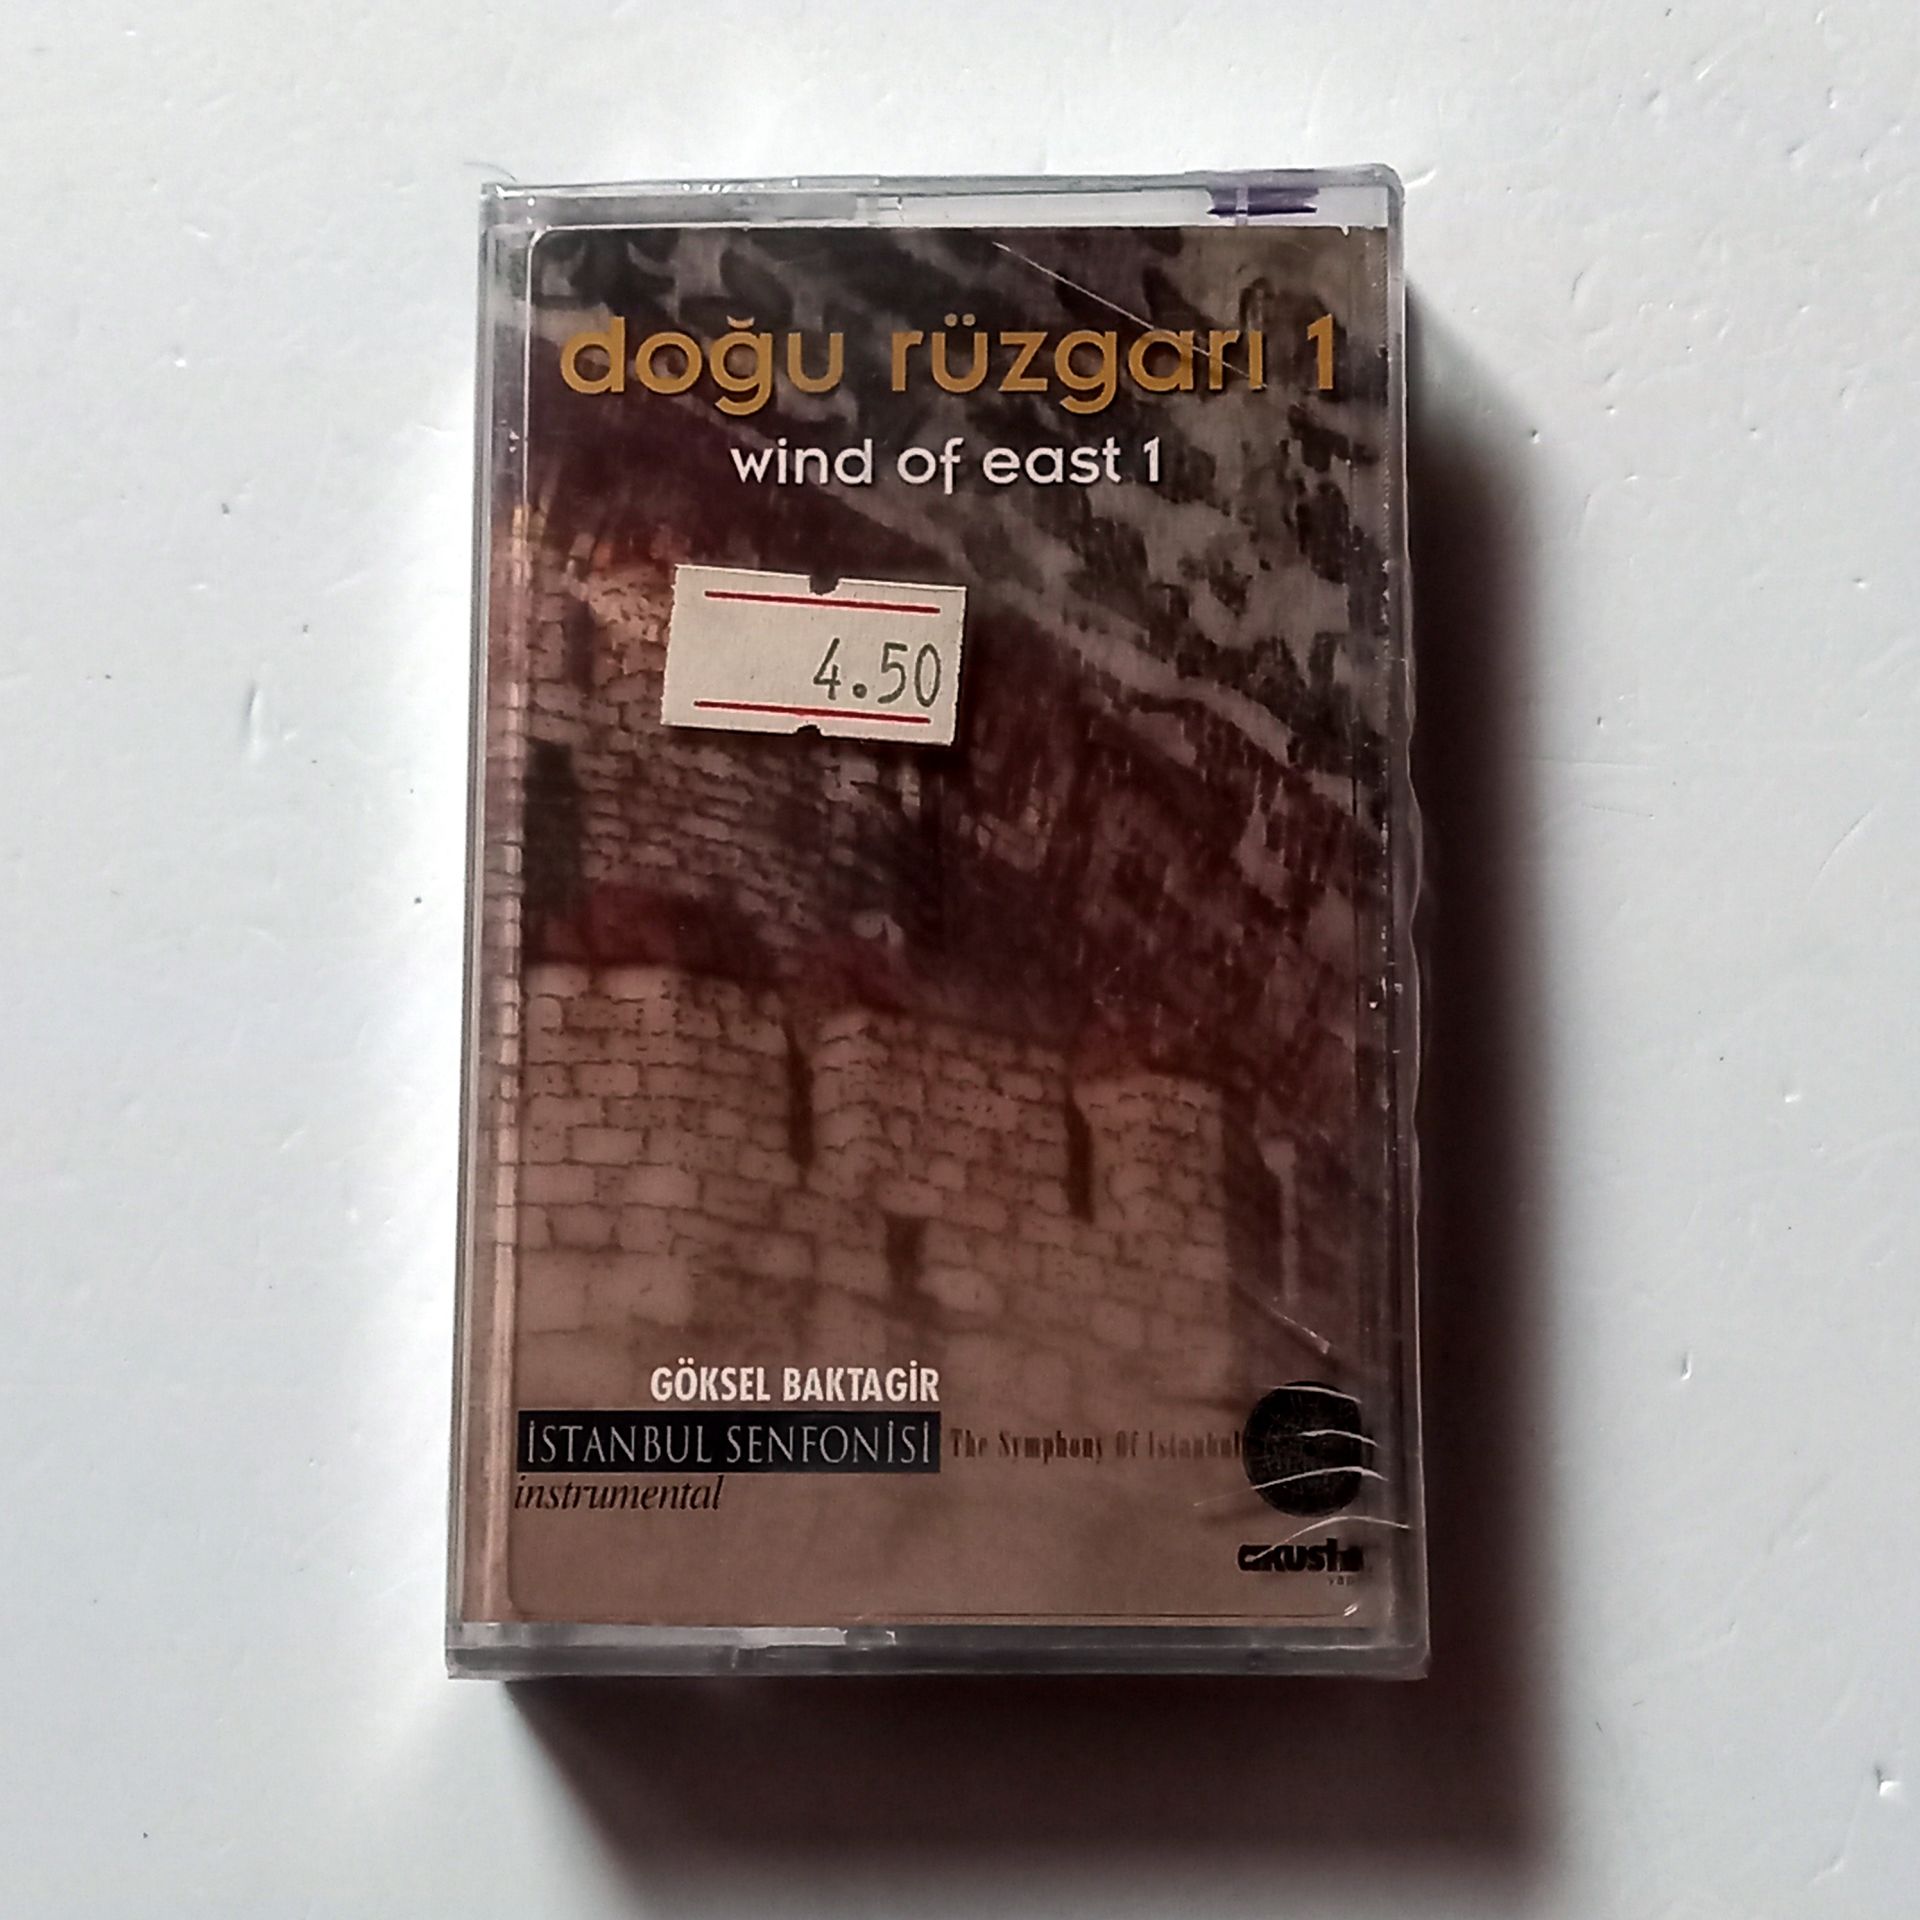 doğu rüzgarı 1
wind of east 1
4.50
GÖKSEL BAKTAGİR
İSTANBUL SENFONİSİ The Symphony Of Istanbul
instrumental